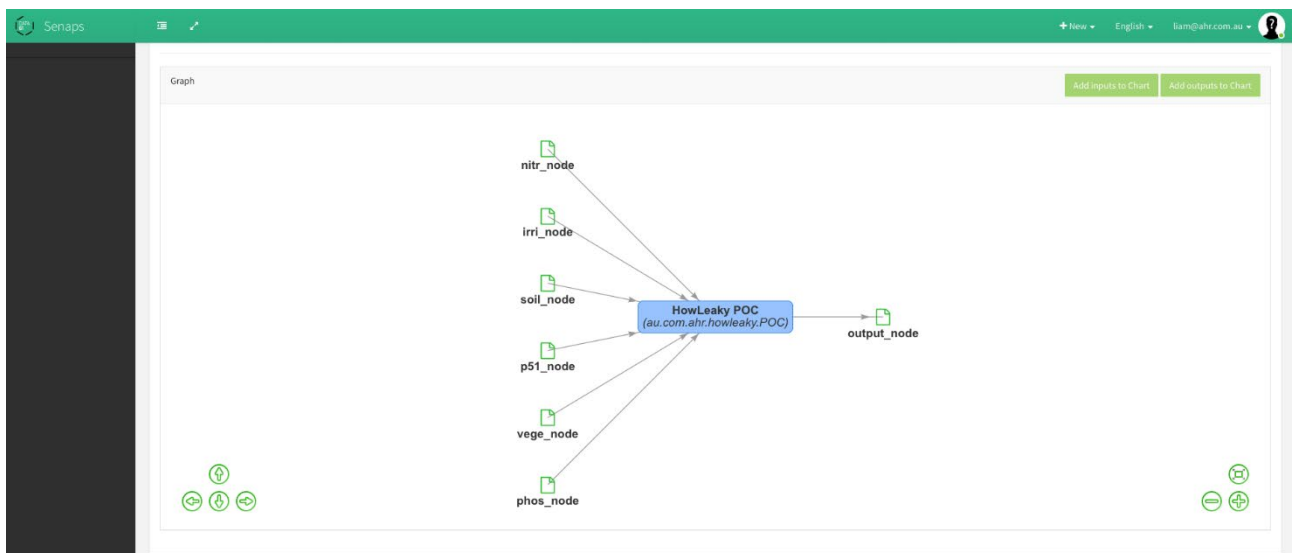 Senaps
New
English
liam@ahr.com.au
Graph
Add inputs to Chart
Add outputs to Chart
nitr_node
irri_node
soil_node
HowLeaky POC
(au.com.ahr.howleaky.POC)
output_node
p51_node
vege_node
phos_node